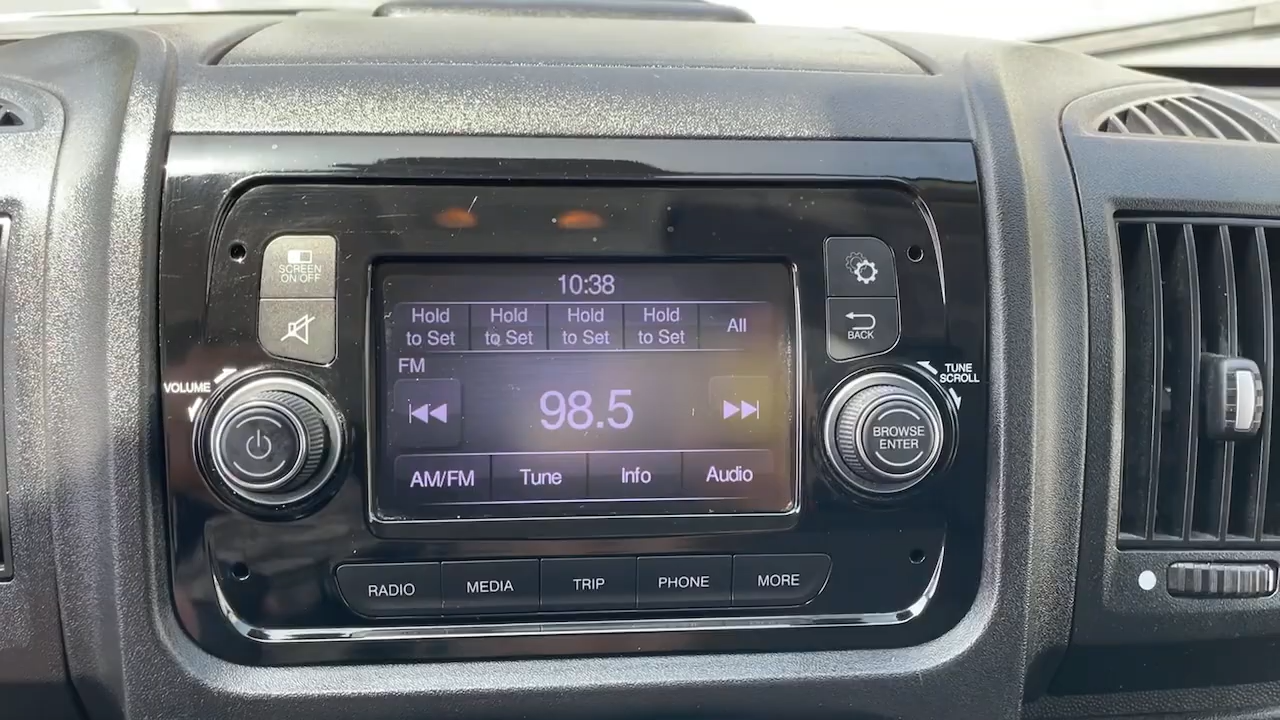 10:38
SCREEN
ON OFF
Hold
to Set
Hold
to Set
Hold
to Set
Hold
to Set
All
BACK
FM
VOLUME
TUNE
SCROLL
98.5
BROWSE
ENTER
AM/FM
Tune
Info
Audio
RADIO
MEDIA
TRIP
PHONE
MORE